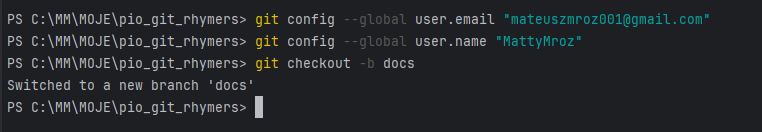 PS C:\MM\MOJE\pio_git_rhymers> git config --global user.email "mateuszmroz001@gmail.com"
PS C:\MM\MOJE\pio_git_rhymers> git config --global user.name "MattyMroz"
PS C:\MM\MOJE\pio_git_rhymers> git checkout -b docs
Switched to a new branch 'docs'
PS C:\MM\MOJE\pio_git_rhymers>